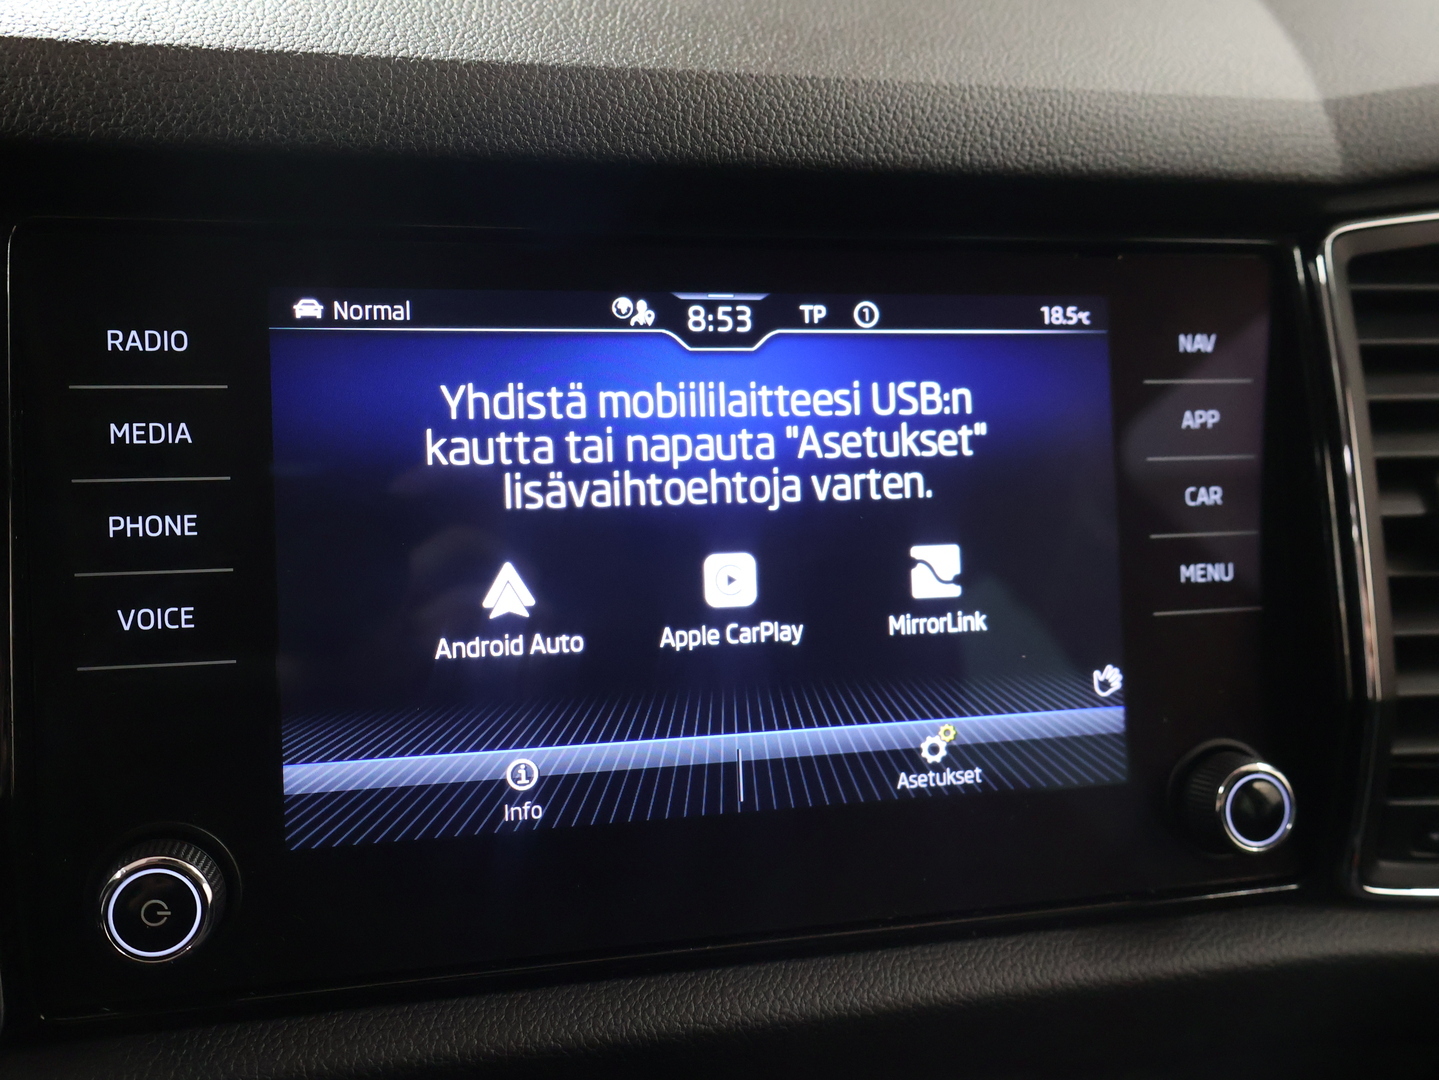 RADIO
MEDIA
PHONE
VOICE
Normal
8:53
TP
1
18.5°C
Yhdistä mobiililaitteesi USB:n
kautta tai napauta "Asetukset"
lisävaihtoehtoja varten.
Android Auto
Apple CarPlay
MirrorLink
Info
Asetukset
NAV
APP
CAR
MENU